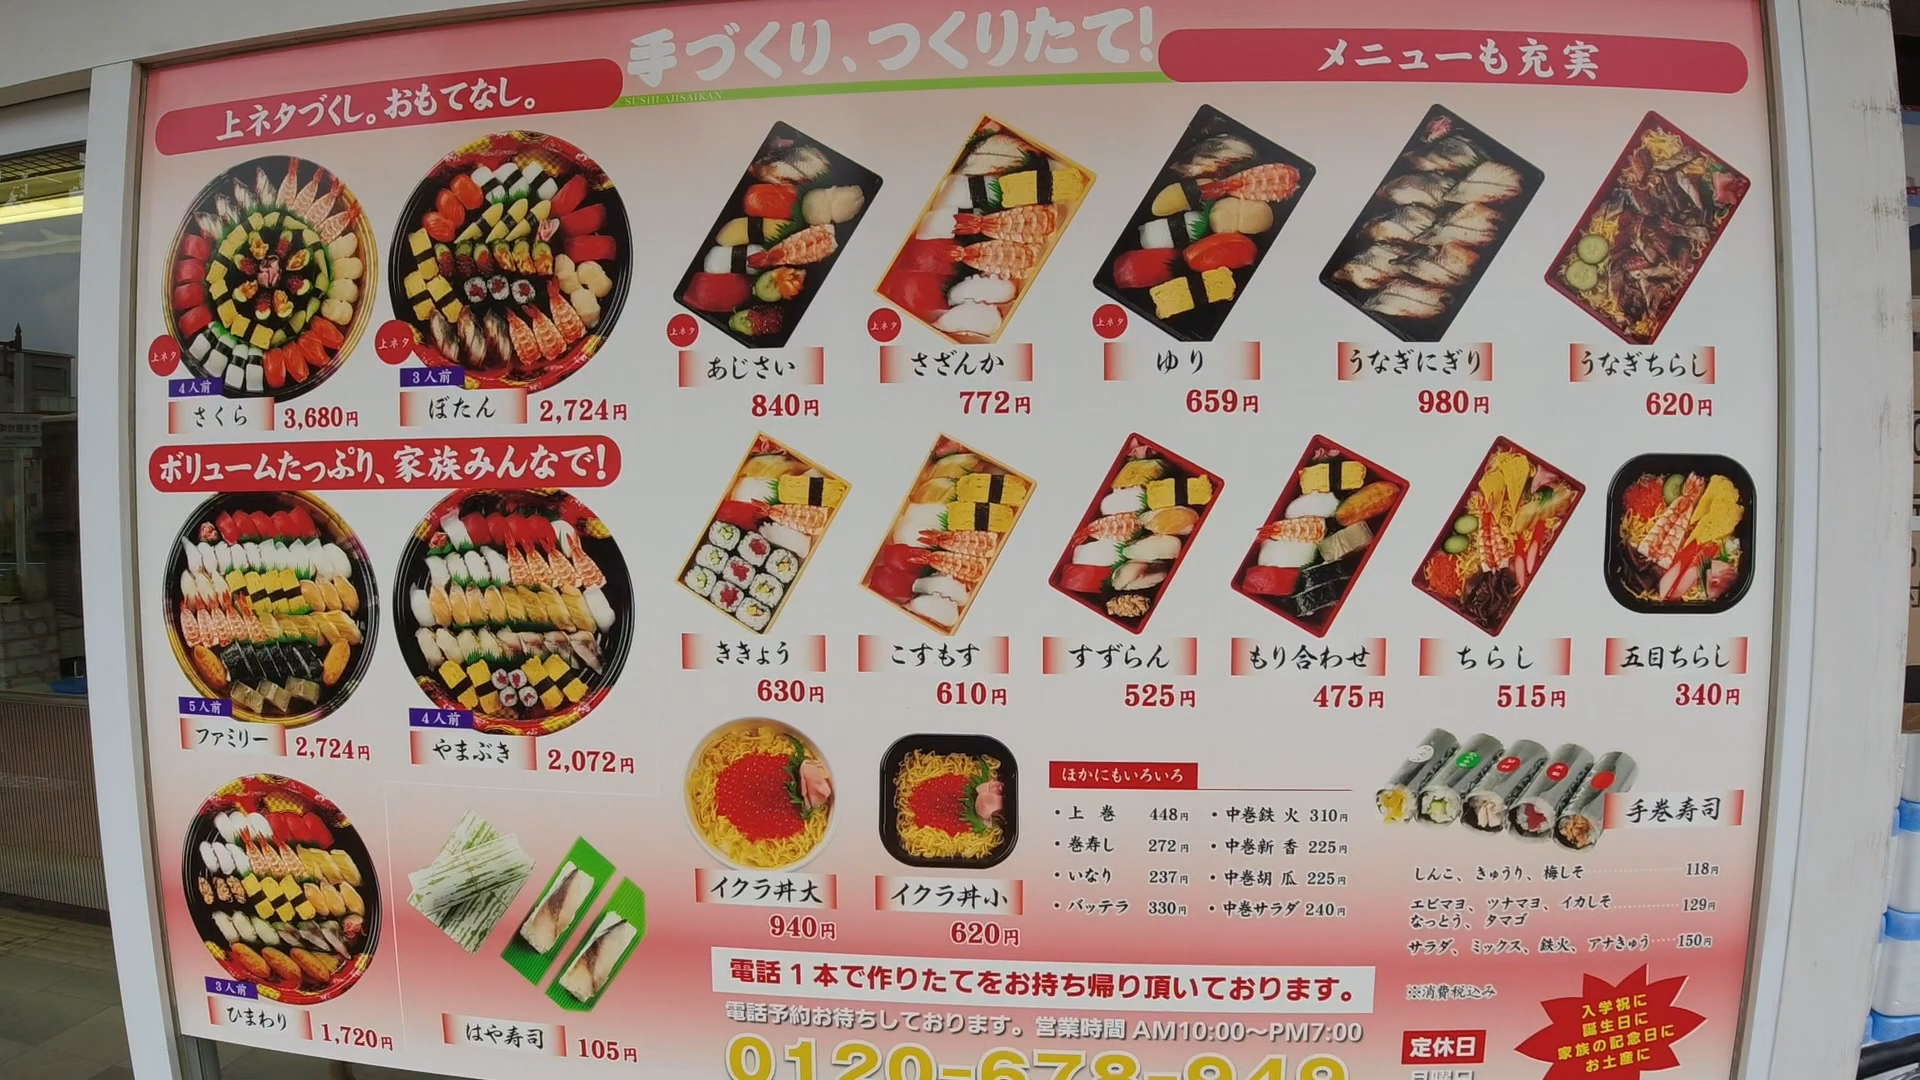 手づくり、つくりたて!
SUSHI-AJISAIKAN
上ネタづくし。おもてなし。
メニューも充実
上ネタ
4人前
さくら 3,680円
上ネタ
3人前
ぼたん 2,724円
上ネタ
あじさい
840円
上ネタ
さざんか
772円
上ネタ
ゆり
659円
うなぎにぎり
980円
うなぎちらし
620円
ボリュームたっぷり、家族みんなで!
5人前
ファミリー 2,724円
4人前
やまぶき 2,072円
ききょう
630円
こすもす
610円
すずらん
525円
もり合わせ
475円
ちらし
515円
五目ちらし
340円
3人前
ひまわり 1,720円
はや寿司 105円
イクラ丼大
940円
イクラ丼小
620円
ほかにもいろいろ
・上 巻 448円 ・中巻鉄 火 310円
・巻寿し 272円 ・中巻新 香 225円
・いなり 237円 ・中巻胡 瓜 225円
・バッテラ 330円 ・中巻サラダ 240円
手巻寿司
しんこ、きゅうり、梅しそ 118円
エビマヨ、ツナマヨ、イカしそ 129円
なっとう、タマゴ
サラダ、ミックス、鉄火、アナきゅう 150円
※消費税込み
電話1本で作りたてをお持ち帰り頂いております。
電話予約お待ちしております。営業時間 AM10:00〜PM7:00
0120-678-949
定休日
入学祝に
誕生日に
家族の記念日に
お土産に